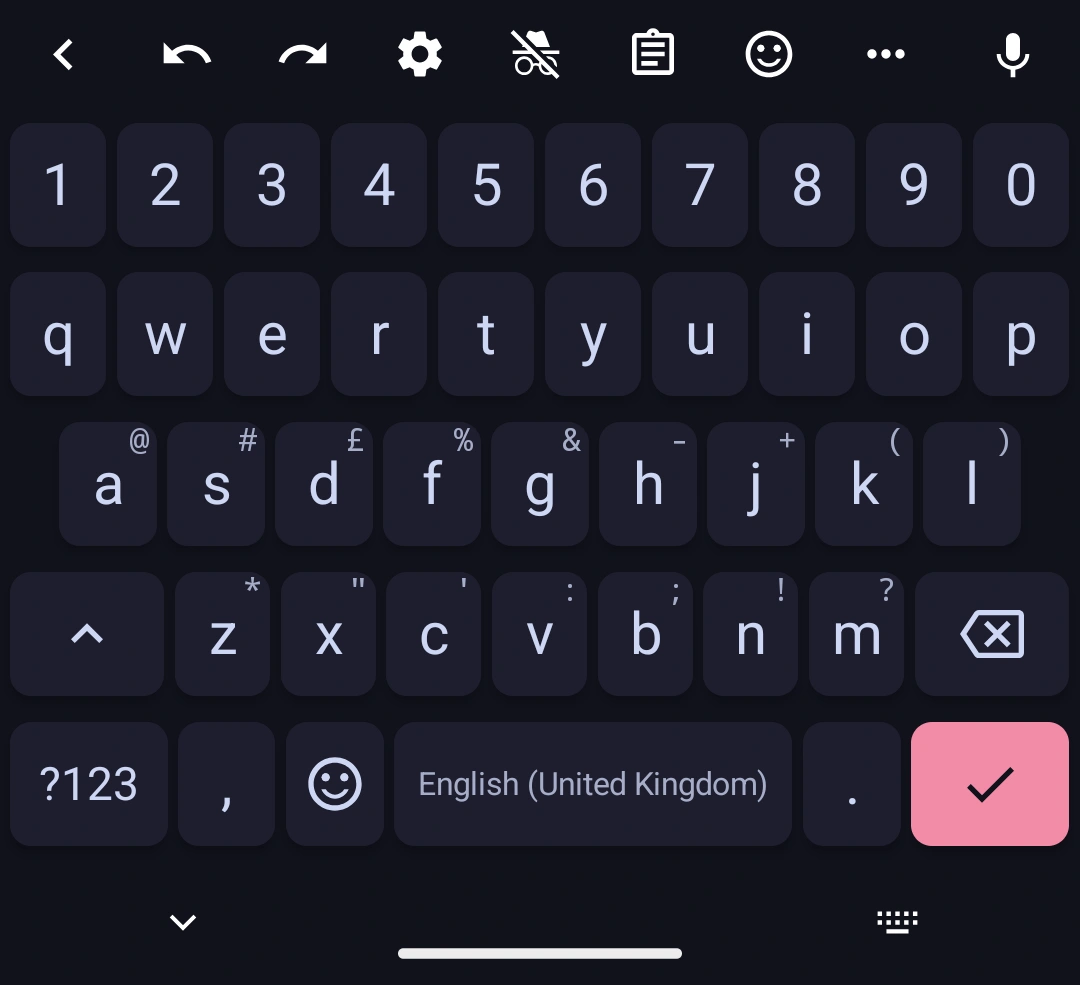 1 2 3 4 5 6 7 8 9 0
q w e r t y u i o p
@ # £ % & - + ( )
a s d f g h j k l
* " ' : ; ! ?
z x c v b n m
?123 , English (United Kingdom) .